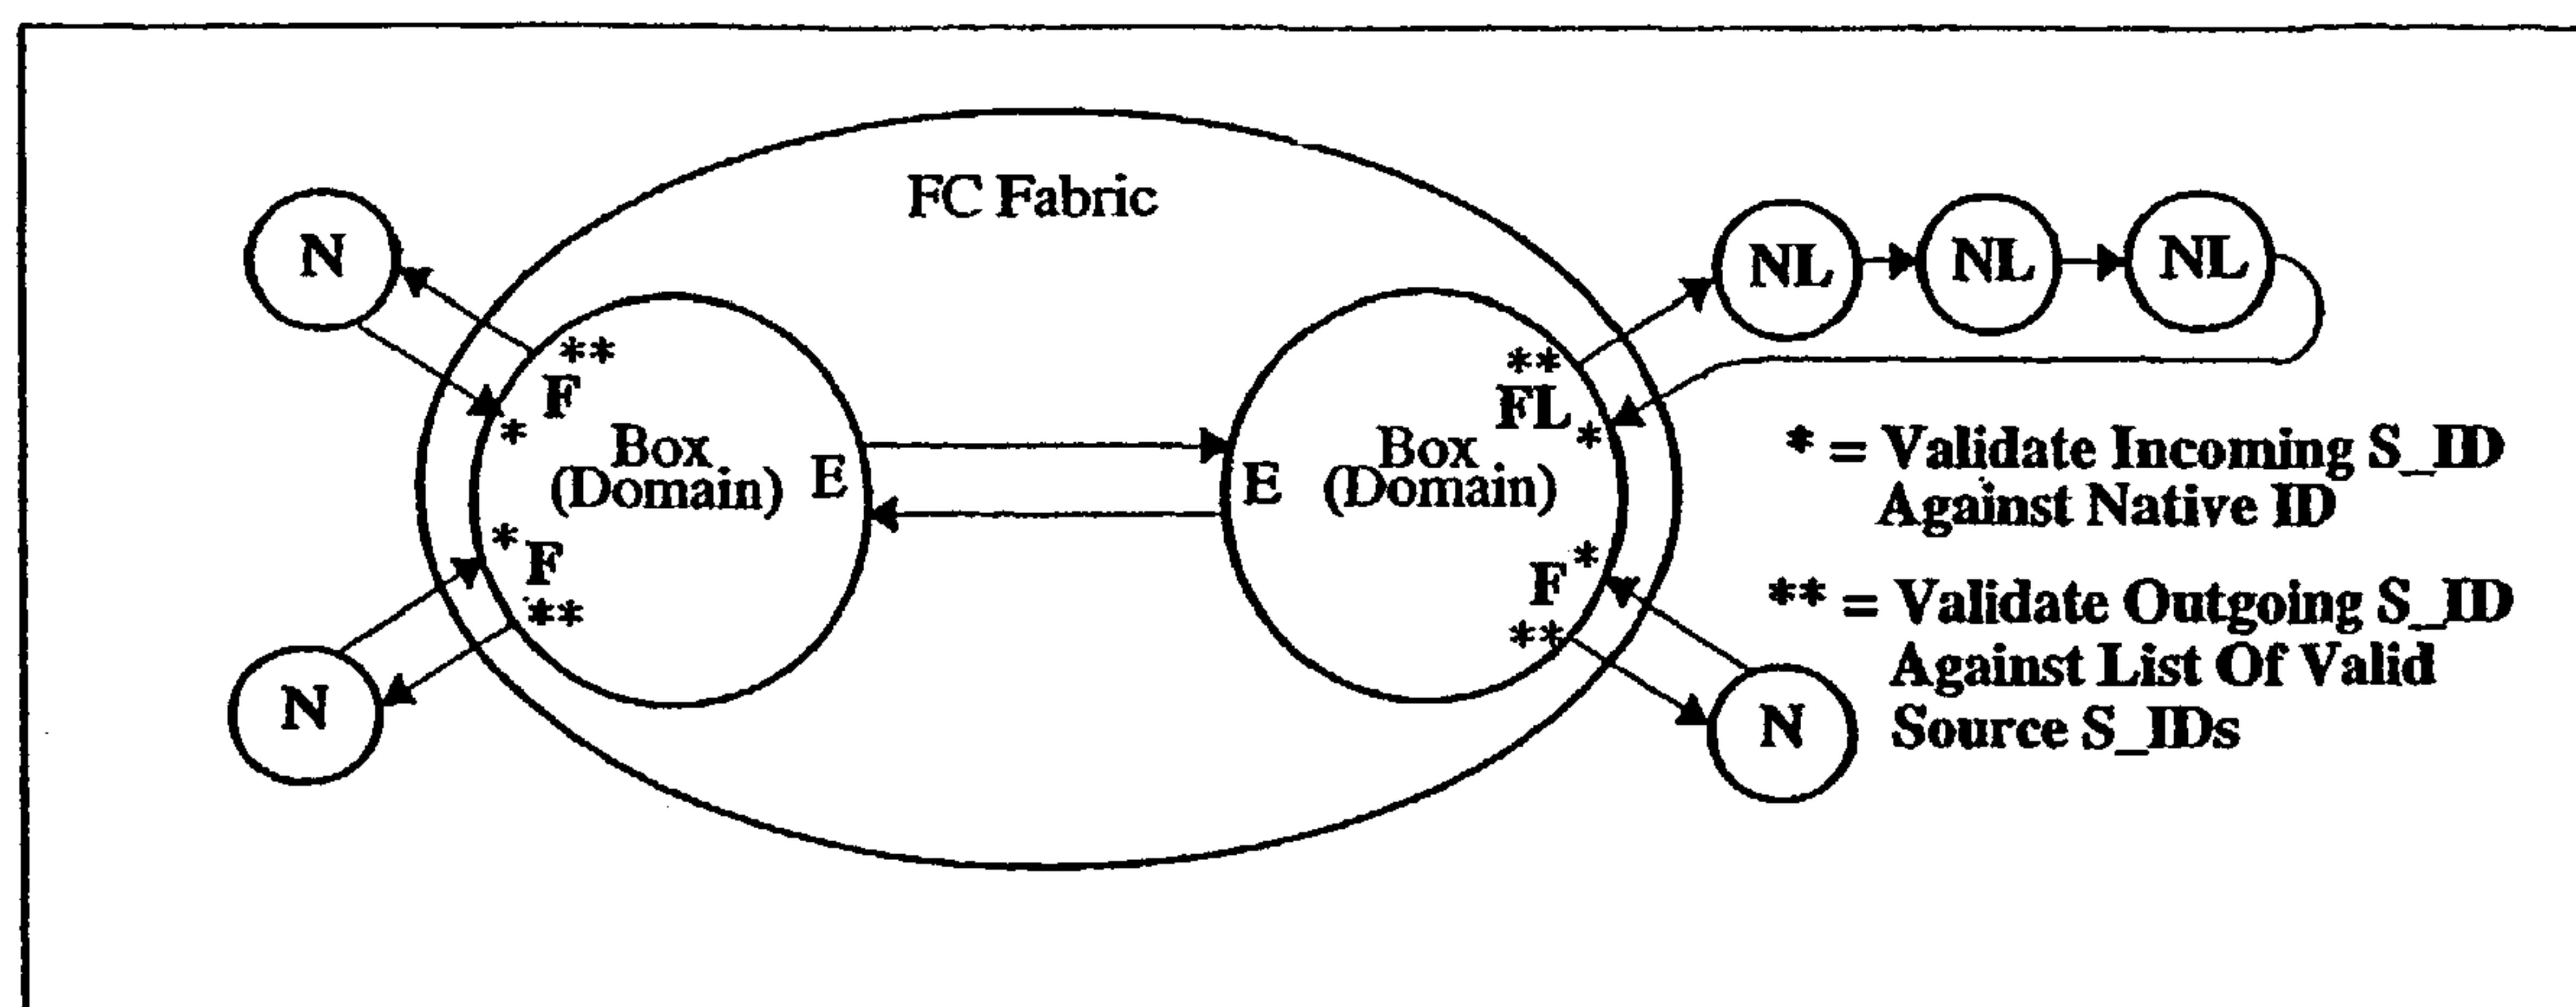 FC Fabric
N
**
F
*
Box
(Domain)
E
*
F
**
N
E
Box
(Domain)
**
FL
*
F
*
**
NL
NL
NL
N
* = Validate Incoming S_ID
Against Native ID
** = Validate Outgoing S_ID
Against List Of Valid
Source S_IDs